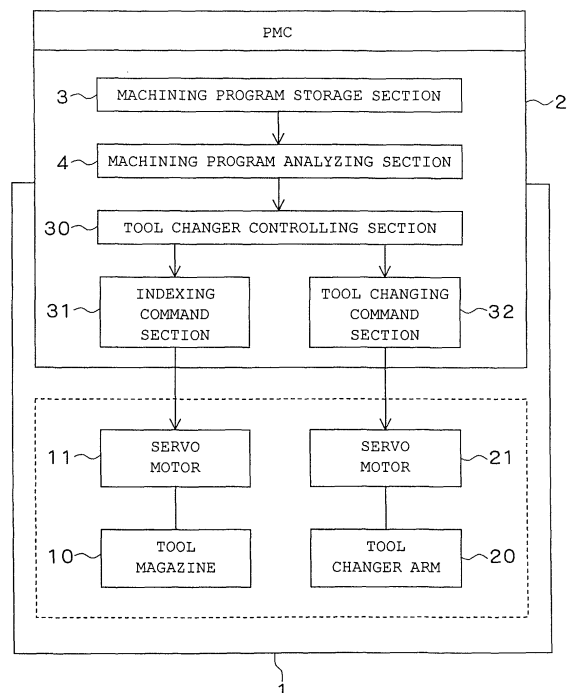 PMC
3 MACHINING PROGRAM STORAGE SECTION
2
4 MACHINING PROGRAM ANALYZING SECTION
30 TOOL CHANGER CONTROLLING SECTION
31
INDEXING
COMMAND
SECTION
TOOL CHANGING
COMMAND
SECTION
32
11
SERVO
MOTOR
SERVO
MOTOR
21
10
TOOL
MAGAZINE
TOOL
CHANGER ARM
20
1